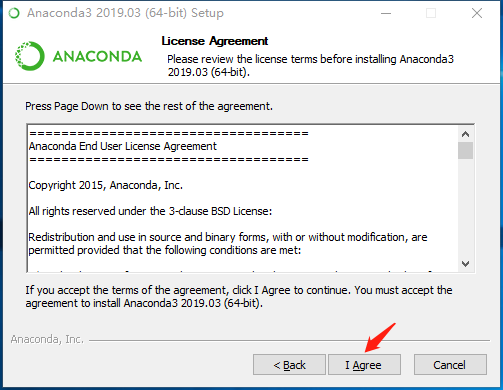 Anaconda3 2019.03 (64-bit) Setup
License Agreement
Please review the license terms before installing Anaconda3
2019.03 (64-bit).
ANACONDA
Press Page Down to see the rest of the agreement.
===================================
Anaconda End User License Agreement
===================================
Copyright 2015, Anaconda, Inc.
All rights reserved under the 3-clause BSD License:
Redistribution and use in source and binary forms, with or without modification, are
permitted provided that the following conditions are met:
If you accept the terms of the agreement, click I Agree to continue. You must accept the
agreement to install Anaconda3 2019.03 (64-bit).
Anaconda, Inc.
< Back
I Agree
Cancel